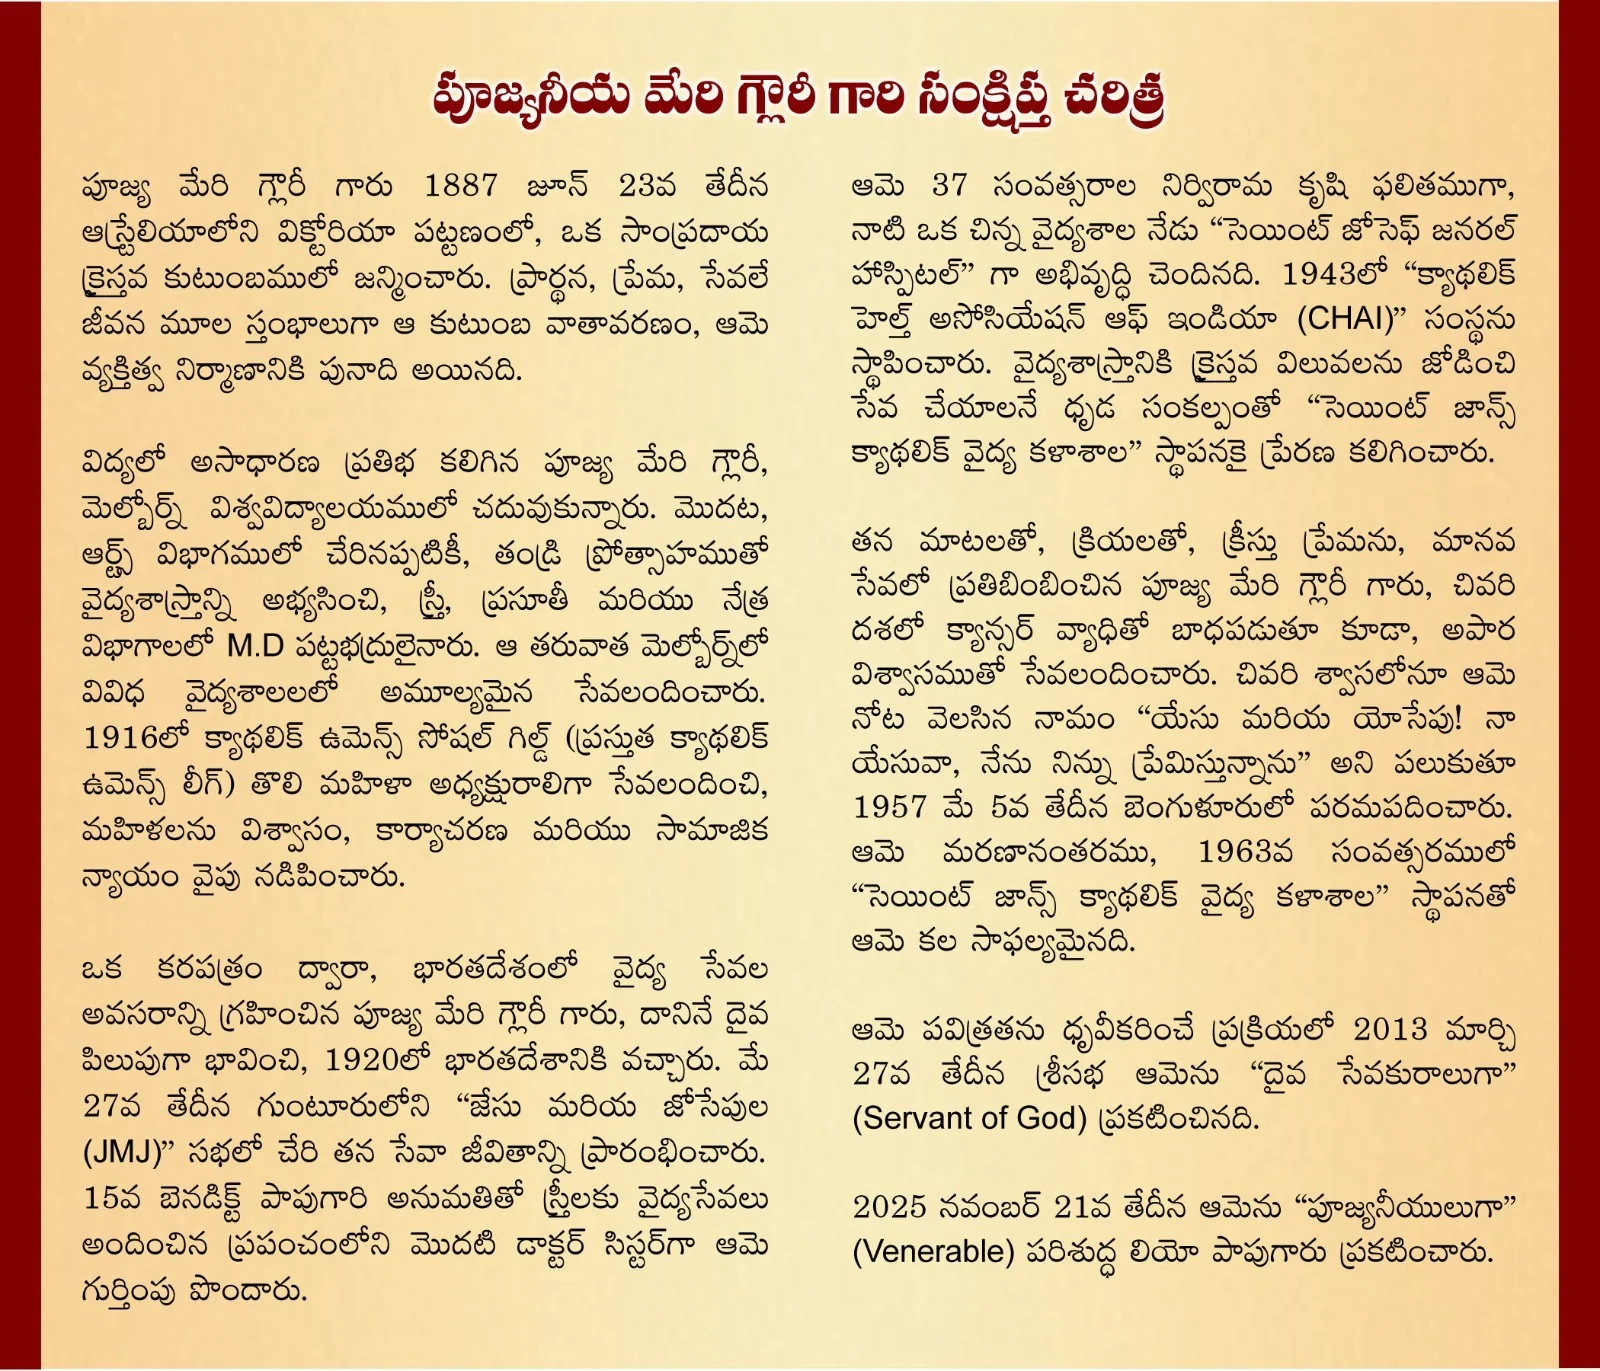 పూజ్యనీయ మేరి గ్లౌరీ గారి సంక్షిప్త చరిత్ర
పూజ్య మేరి గ్లౌరీ గారు 1887 జూన్ 23వ తేదీన
ఆస్ట్రేలియాలోని విక్టోరియా పట్టణంలో, ఒక సాంప్రదాయ
క్రైస్తవ కుటుంబములో జన్మించారు. ప్రార్థన, ప్రేమ, సేవలే
జీవన మూల స్తంభాలుగా ఆ కుటుంబ వాతావరణం, ఆమె
వ్యక్తిత్వ నిర్మాణానికి పునాది అయినది.
విద్యలో అసాధారణ ప్రతిభ కలిగిన పూజ్య మేరి గ్లౌరీ,
మెల్బోర్న్ విశ్వవిద్యాలయములో చదువుకున్నారు. మొదట,
ఆర్ట్స్ విభాగములో చేరినప్పటికీ, తండ్రి ప్రోత్సాహముతో
వైద్యశాస్త్రాన్ని అభ్యసించి, స్త్రీ, ప్రసూతీ మరియు నేత్ర
విభాగాలలో M.D పట్టభద్రులైనారు. ఆ తరువాత మెల్బోర్న్‌లో
వివిధ వైద్యశాలలలో అమూల్యమైన సేవలందించారు.
1916లో క్యాథలిక్ ఉమెన్స్ సోషల్ గిల్డ్ (ప్రస్తుత క్యాథలిక్
ఉమెన్స్ లీగ్) తొలి మహిళా అధ్యక్షురాలిగా సేవలందించి,
మహిళలను విశ్వాసం, కార్యాచరణ మరియు సామాజిక
న్యాయం వైపు నడిపించారు.
ఒక కరపత్రం ద్వారా, భారతదేశంలో వైద్య సేవల
అవసరాన్ని గ్రహించిన పూజ్య మేరి గ్లౌరీ గారు, దానినే దైవ
పిలుపుగా భావించి, 1920లో భారతదేశానికి వచ్చారు. మే
27వ తేదీన గుంటూరులోని “జేసు మరియ జోసేపుల
(JMJ)” సభలో చేరి తన సేవా జీవితాన్ని ప్రారంభించారు.
15వ బెనడిక్ట్ పాపుగారి అనుమతితో స్త్రీలకు వైద్యసేవలు
అందించిన ప్రపంచంలోని మొదటి డాక్టర్ సిస్టర్‌గా ఆమె
గుర్తింపు పొందారు.
ఆమె 37 సంవత్సరాల నిర్విరామ కృషి ఫలితముగా,
నాటి ఒక చిన్న వైద్యశాల నేడు “సెయింట్ జోసెఫ్ జనరల్
హాస్పిటల్” గా అభివృద్ధి చెందినది. 1943లో “క్యాథలిక్
హెల్త్ అసోసియేషన్ ఆఫ్ ఇండియా (CHAI)” సంస్థను
స్థాపించారు. వైద్యశాస్త్రానికి క్రైస్తవ విలువలను జోడించి
సేవ చేయాలనే ధృడ సంకల్పంతో “సెయింట్ జాన్స్
క్యాథలిక్ వైద్య కళాశాల” స్థాపనకై ప్రేరణ కలిగించారు.
తన మాటలతో, క్రియలతో, క్రీస్తు ప్రేమను, మానవ
సేవలో ప్రతిబింబించిన పూజ్య మేరి గ్లౌరీ గారు, చివరి
దశలో క్యాన్సర్ వ్యాధితో బాధపడుతూ కూడా, అపార
విశ్వాసముతో సేవలందించారు. చివరి శ్వాసలోనూ ఆమె
నోట వెలసిన నామం “యేసు మరియ యోసేపు! నా
యేసువా, నేను నిన్ను ప్రేమిస్తున్నాను” అని పలుకుతూ
1957 మే 5వ తేదీన బెంగుళూరులో పరమపదించారు.
ఆమె మరణానంతరము, 1963వ సంవత్సరములో
“సెయింట్ జాన్స్ క్యాథలిక్ వైద్య కళాశాల” స్థాపనతో
ఆమె కల సాఫల్యమైనది.
ఆమె పవిత్రతను ధృవీకరించే ప్రక్రియలో 2013 మార్చి
27వ తేదీన శ్రీసభ ఆమెను “దైవ సేవకురాలుగా”
(Servant of God) ప్రకటించినది.
2025 నవంబర్ 21వ తేదీన ఆమెను “పూజ్యనీయులుగా”
(Venerable) పరిశుద్ధ లియో పాపుగారు ప్రకటించారు.